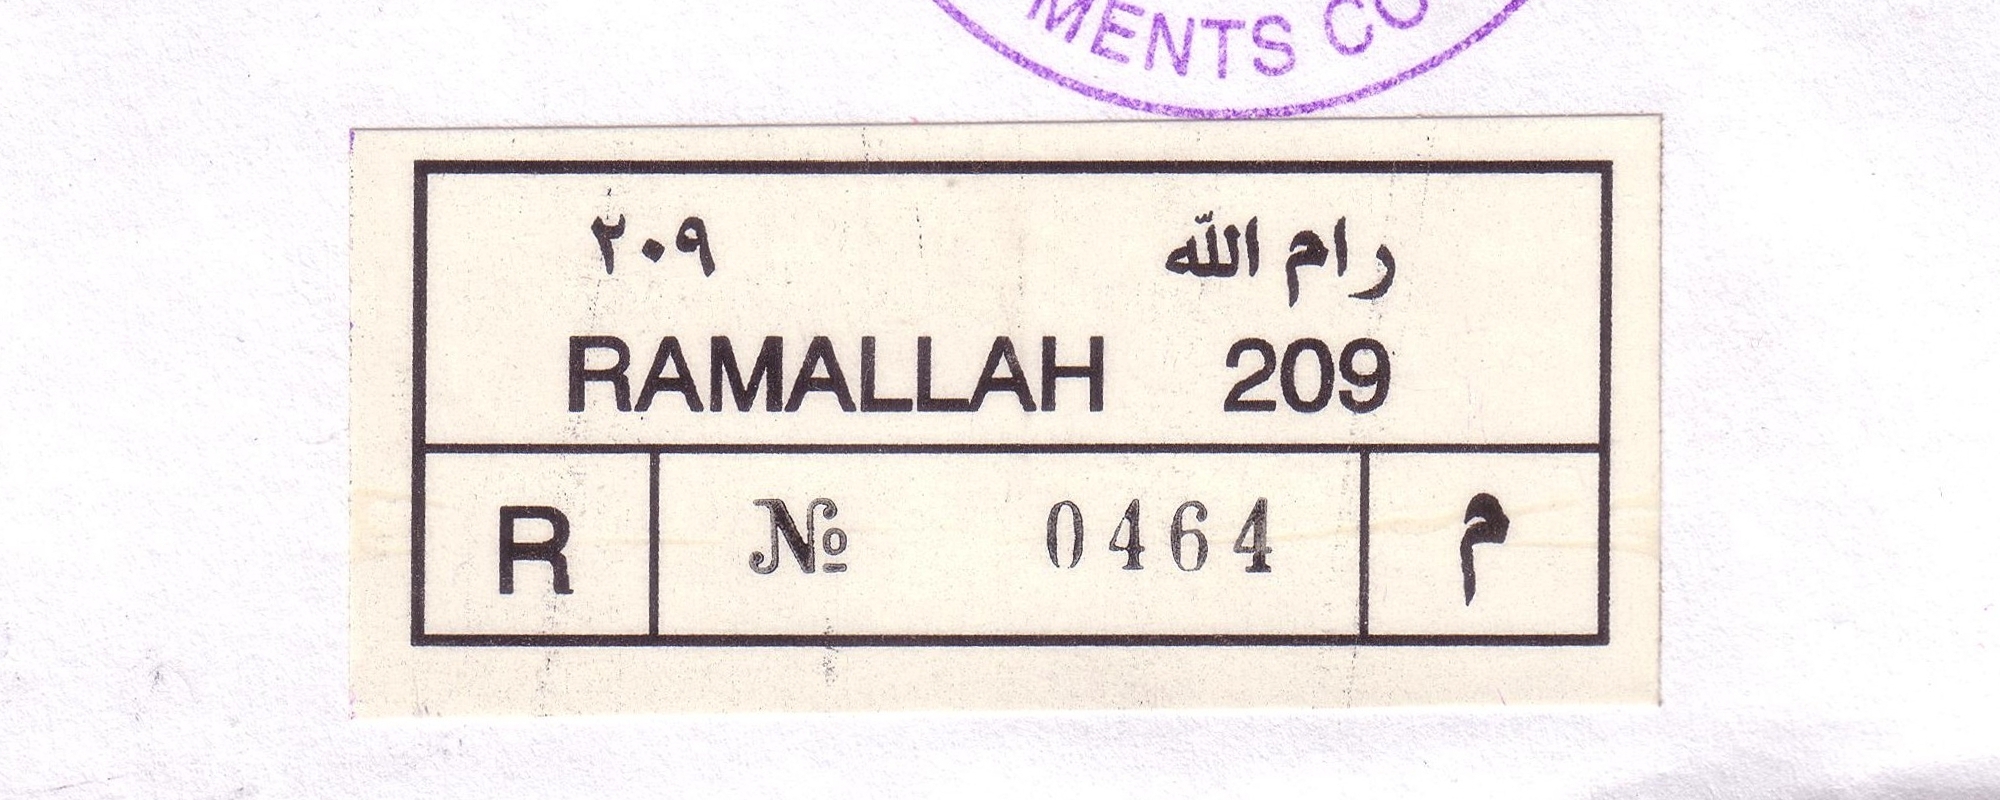 MENTS CO
رام الله ٢٠٩
RAMALLAH 209
R № 0464 م